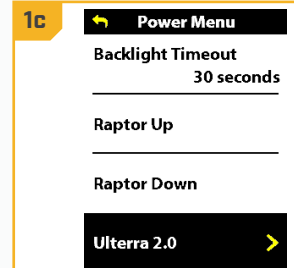 1c
Power Menu
Backlight Timeout
30 seconds
Raptor Up
Raptor Down
Ulterra 2.0